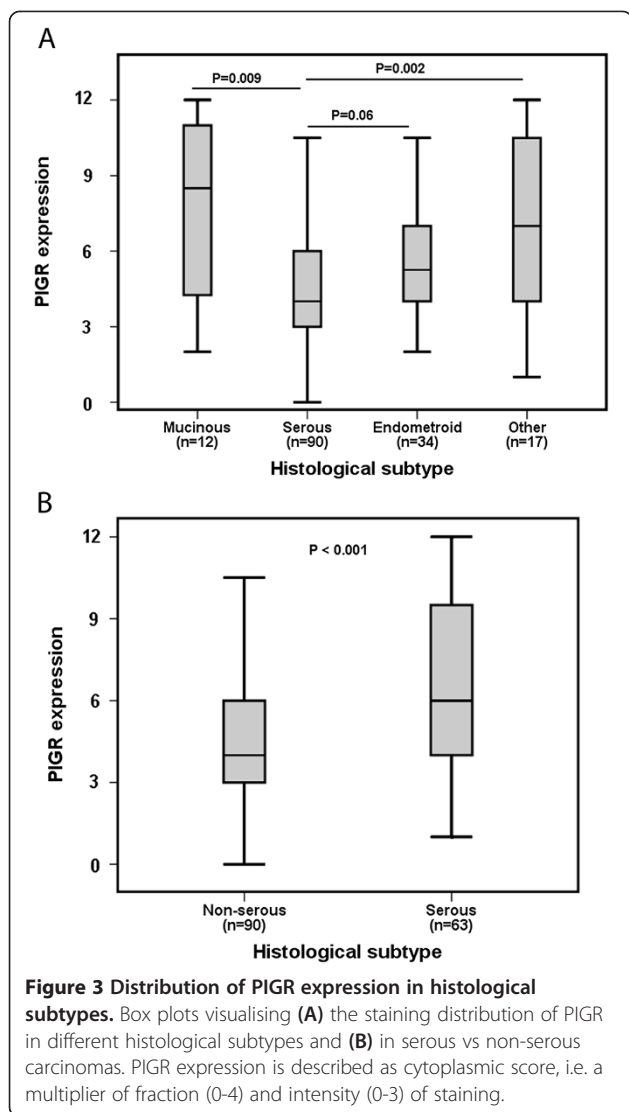 A
P=0.009
P=0.002
P=0.06
12
9
6
3
0
PIGR expression
Mucinous Serous Endometroid Other
(n=12) (n=90) (n=34) (n=17)
Histological subtype
B
P < 0.001
12
9
6
3
0
PIGR expression
Non-serous Serous
(n=90) (n=63)
Histological subtype
Figure 3 Distribution of PIGR expression in histological
subtypes. Box plots visualising (A) the staining distribution of PIGR
in different histological subtypes and (B) in serous vs non-serous
carcinomas. PIGR expression is described as cytoplasmic score, i.e. a
multiplier of fraction (0-4) and intensity (0-3) of staining.